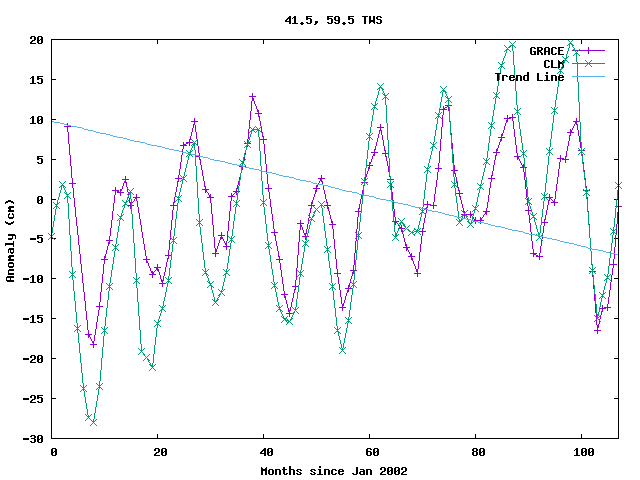 41.5, 59.5 TWS
GRACE
CLM
Trend Line
20
15
10
5
0
-5
-10
-15
-20
-25
-30
Anomaly (cm)
0 20 40 60 80 100
Months since Jan 2002